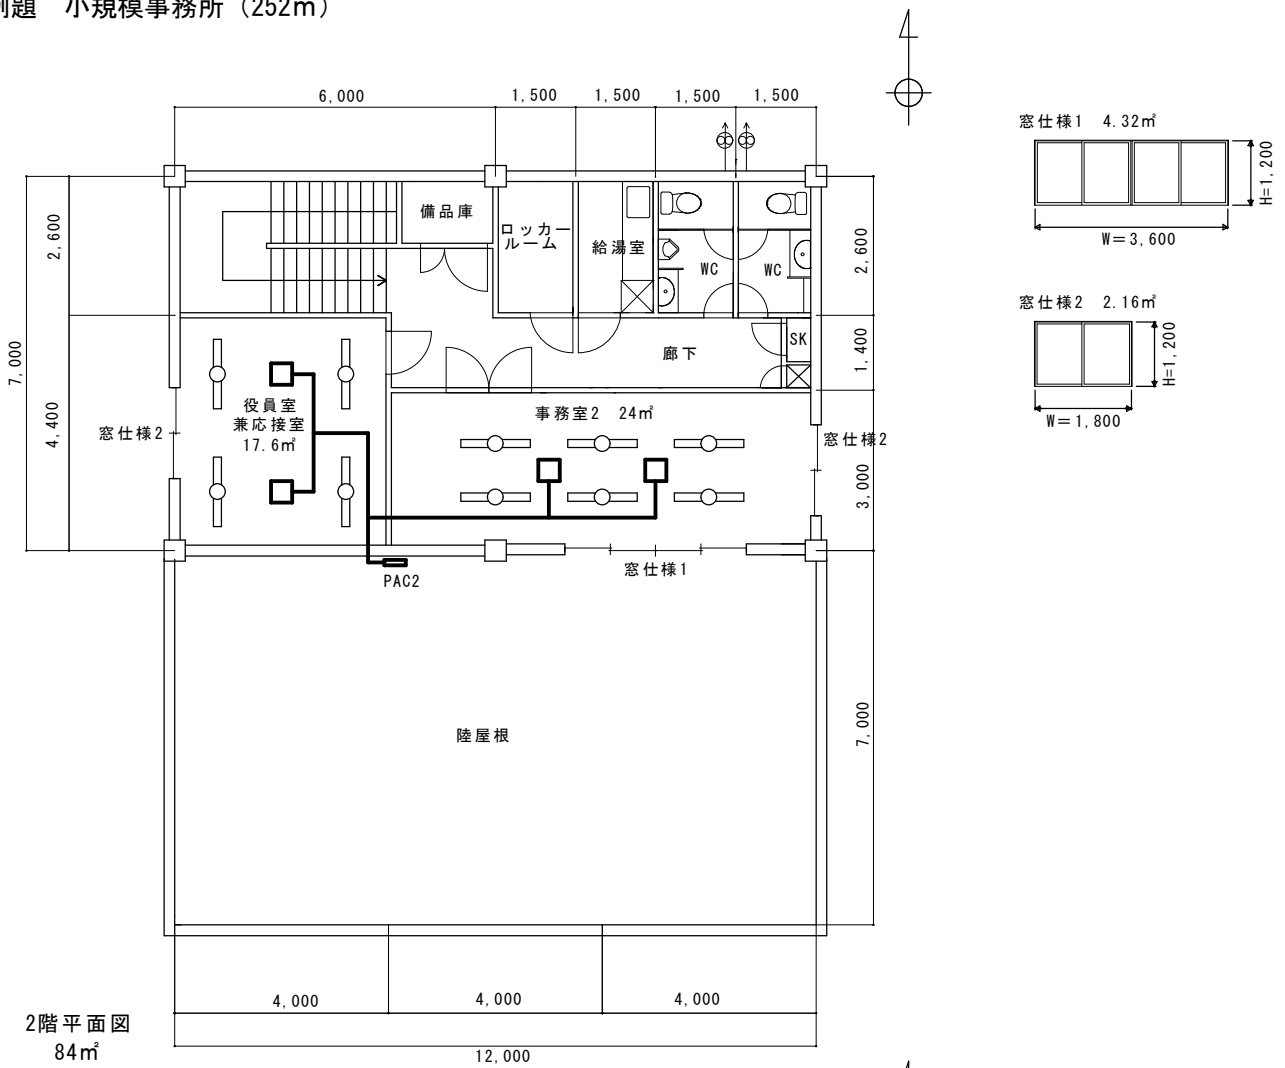 例題 小規模事務所（252㎡）
6,000
1,500
1,500
1,500
1,500
窓仕様1 4.32㎡
H=1,200
W=3,600
2,600
備品庫
ロッカー
ルーム
給湯室
WC
WC
2,600
窓仕様2 2.16㎡
H=1,200
W=1,800
7,000
1,400
SK
廊下
4,400
役員室
兼応接室
17.6㎡
事務室2 24㎡
窓仕様2
窓仕様2
3,000
PAC2
窓仕様1
陸屋根
7,000
4,000
4,000
4,000
2階平面図
84㎡
12,000